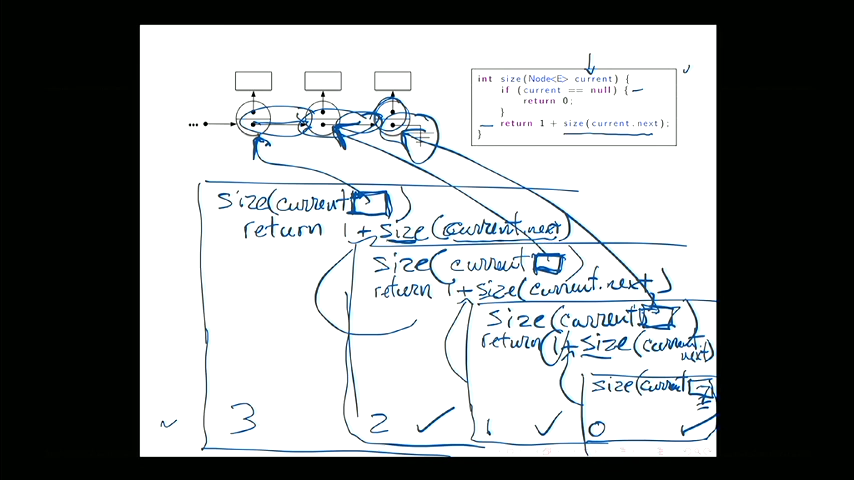 int size(Node<E> current) {
if (current == null) {
return 0;
}
return 1 + size(current.next);
}
size(current )
return 1 + size(current.next)
size(current )
return 1 + size(current.next)
size(current )
return 1 + size(current.next)
size(current
3
2
1
0